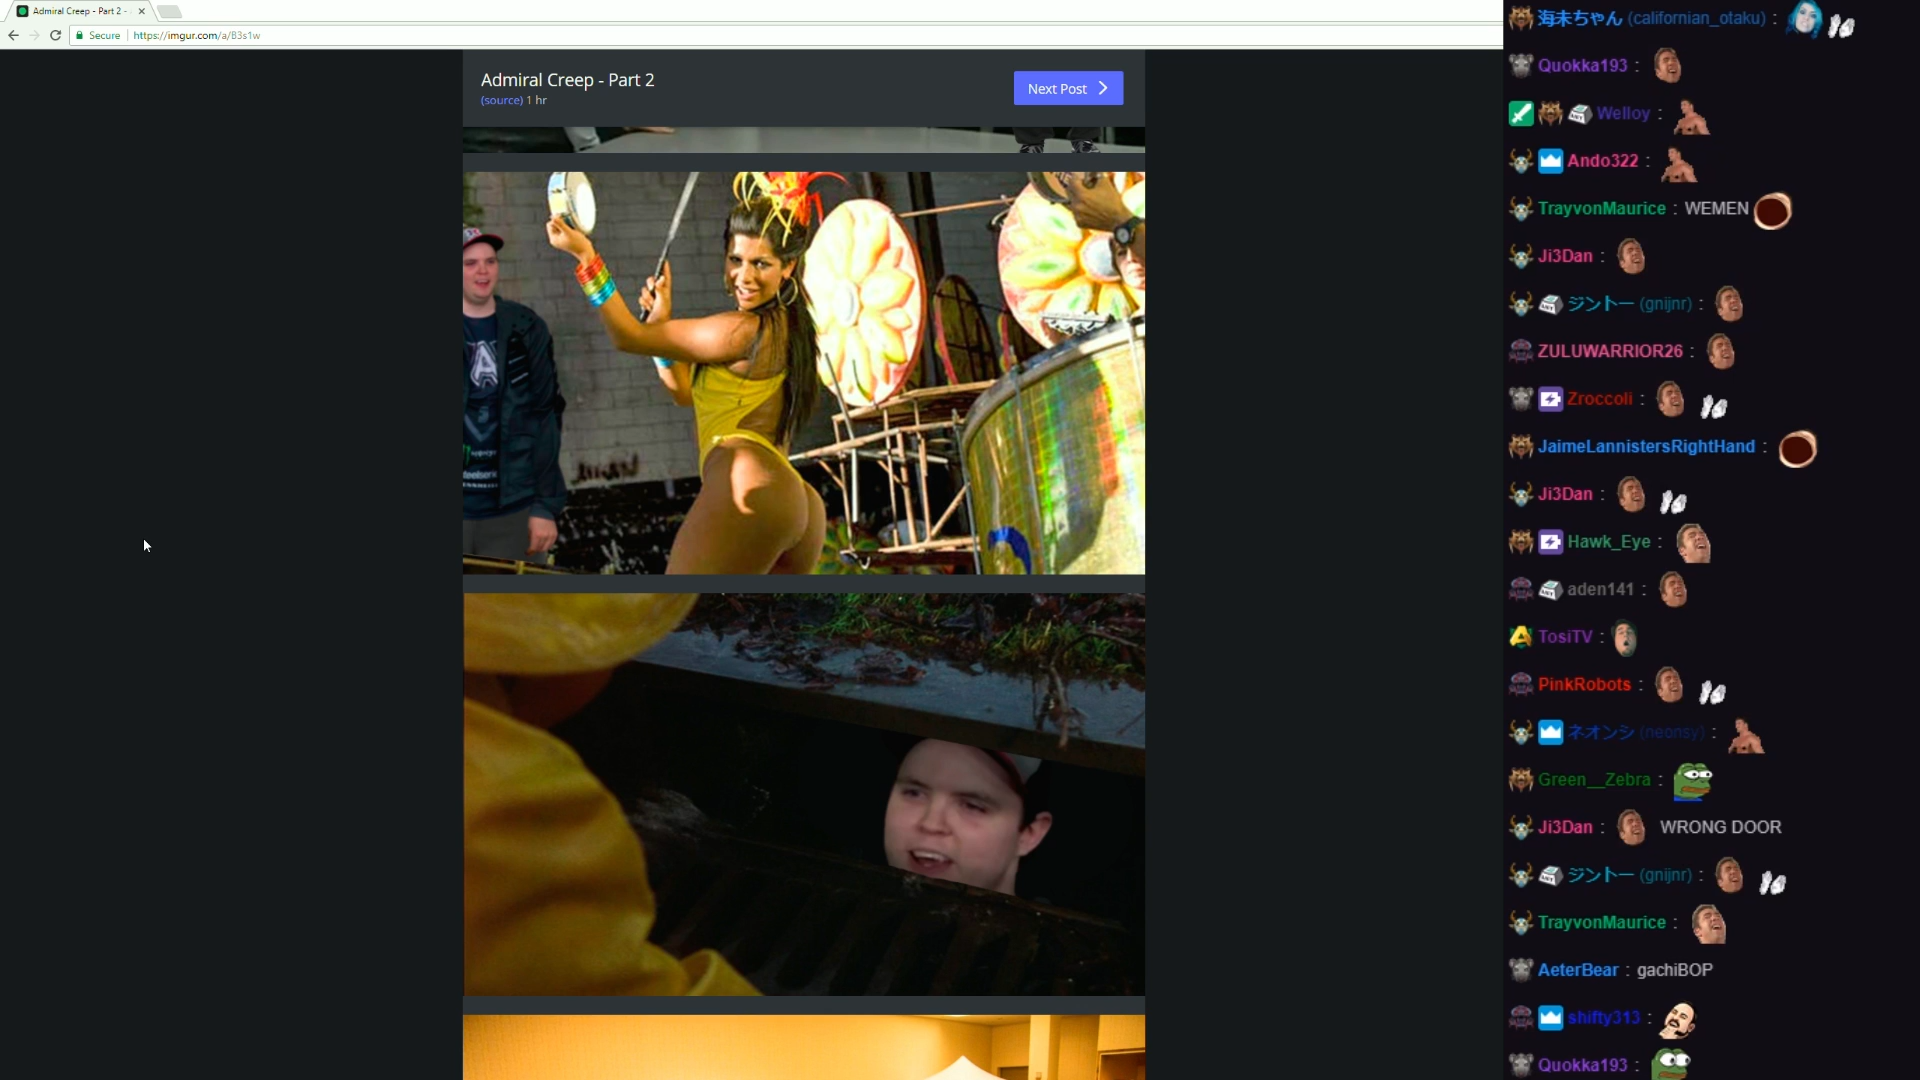 Admiral Creep - Part 2 -
Secure
https://imgur.com/a/B3s1w
Admiral Creep - Part 2
(source) 1 hr
Next Post
海未ちゃん (californian_otaku) :
Quokka193 :
Welloy :
Ando322 :
TrayvonMaurice : WEMEN
Ji3Dan :
ジントー (gnijnr) :
ZULUWARRIOR26 :
Zroccoli :
JaimeLannistersRightHand :
Ji3Dan :
Hawk_Eye :
aden141 :
TosiTV :
PinkRobots :
ネオンシ (neonsy) :
Green__Zebra :
Ji3Dan : WRONG DOOR
ジントー (gnijnr) :
TrayvonMaurice :
AeterBear : gachiBOP
shifty313 :
Quokka193 :